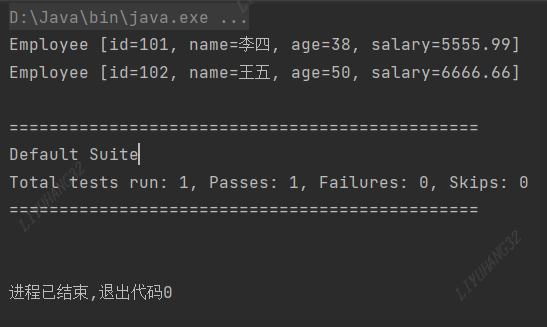 D:\Java\bin\java.exe ...
Employee [id=101, name=李四, age=38, salary=5555.99]
Employee [id=102, name=王五, age=50, salary=6666.66]
===============================================
Default Suite
Total tests run: 1, Passes: 1, Failures: 0, Skips: 0
===============================================
LIYUHANG32
LIYUHANG32
进程已结束,退出代码0